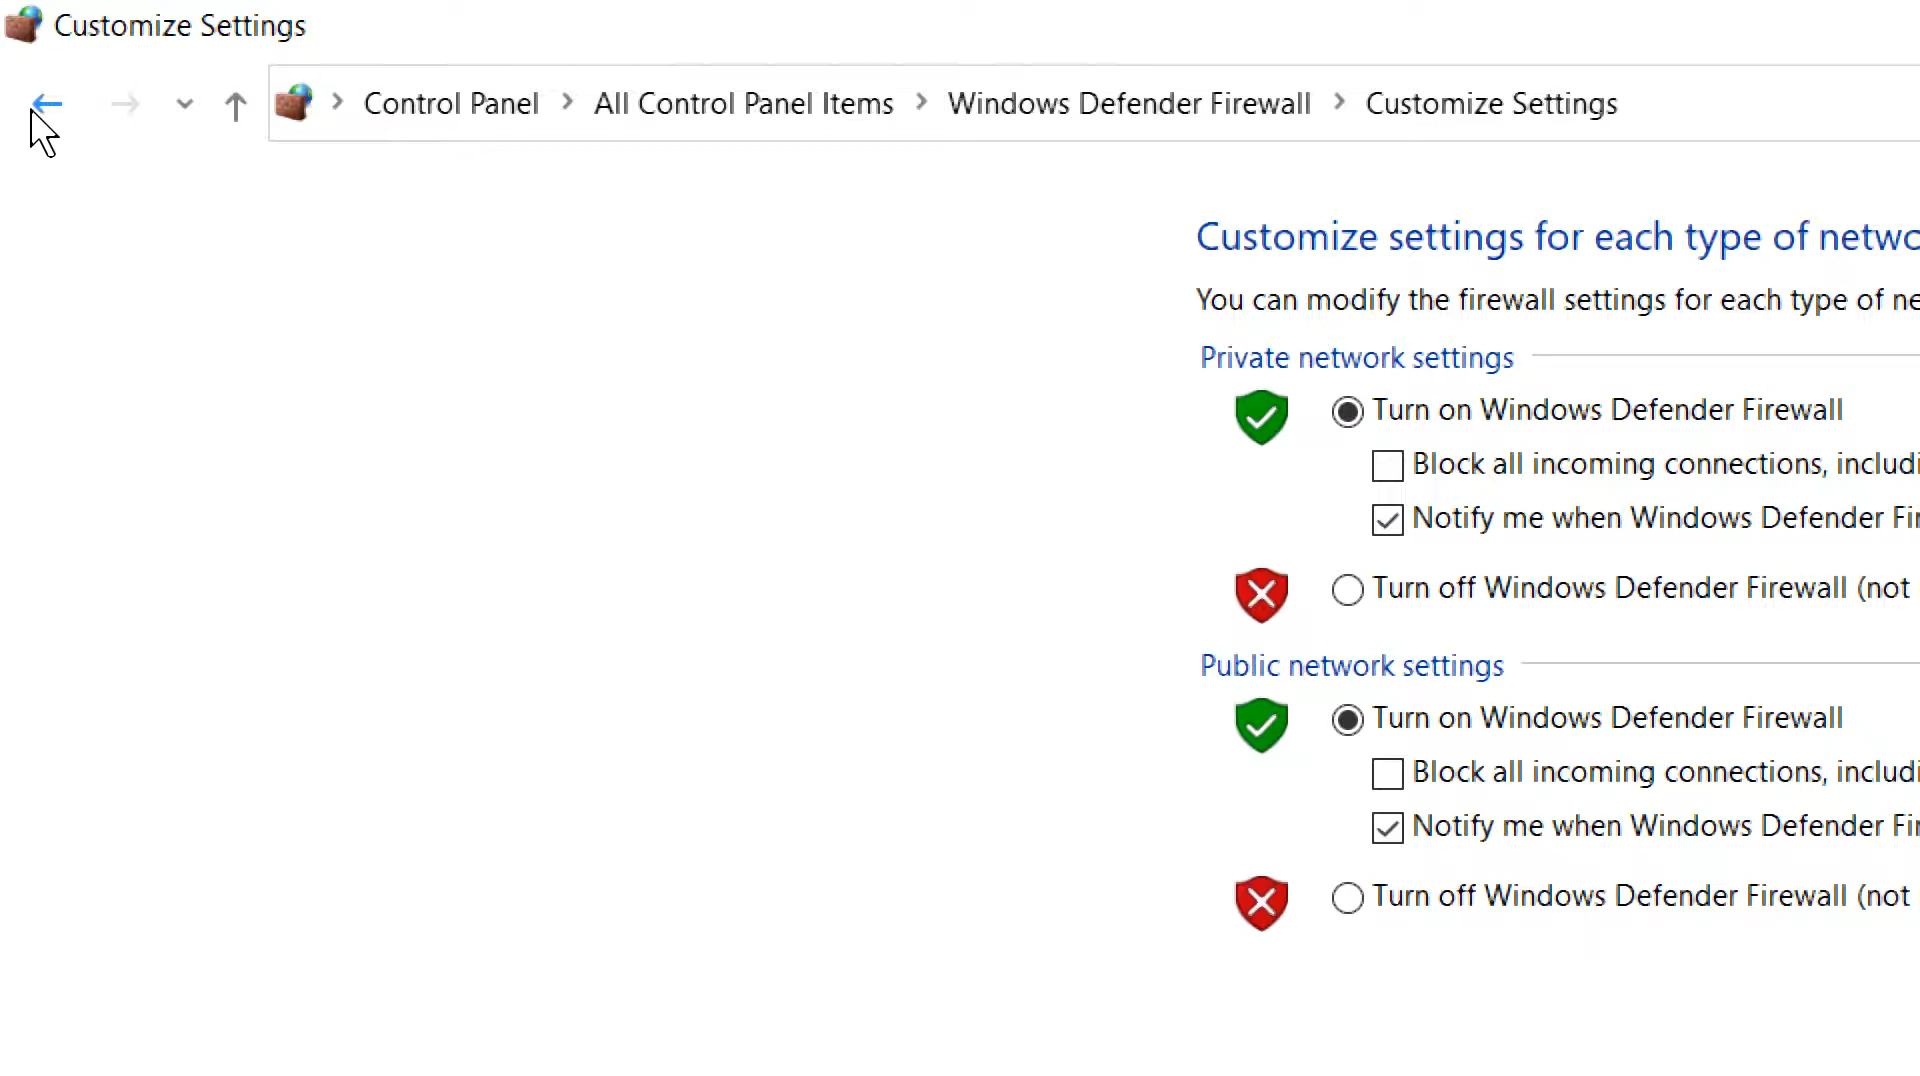 Customize Settings
Control Panel > All Control Panel Items > Windows Defender Firewall > Customize Settings
Customize settings for each type of netwo
You can modify the firewall settings for each type of ne
Private network settings
Turn on Windows Defender Firewall
Block all incoming connections, includi
Notify me when Windows Defender Fir
Turn off Windows Defender Firewall (not
Public network settings
Turn on Windows Defender Firewall
Block all incoming connections, includi
Notify me when Windows Defender Fir
Turn off Windows Defender Firewall (not